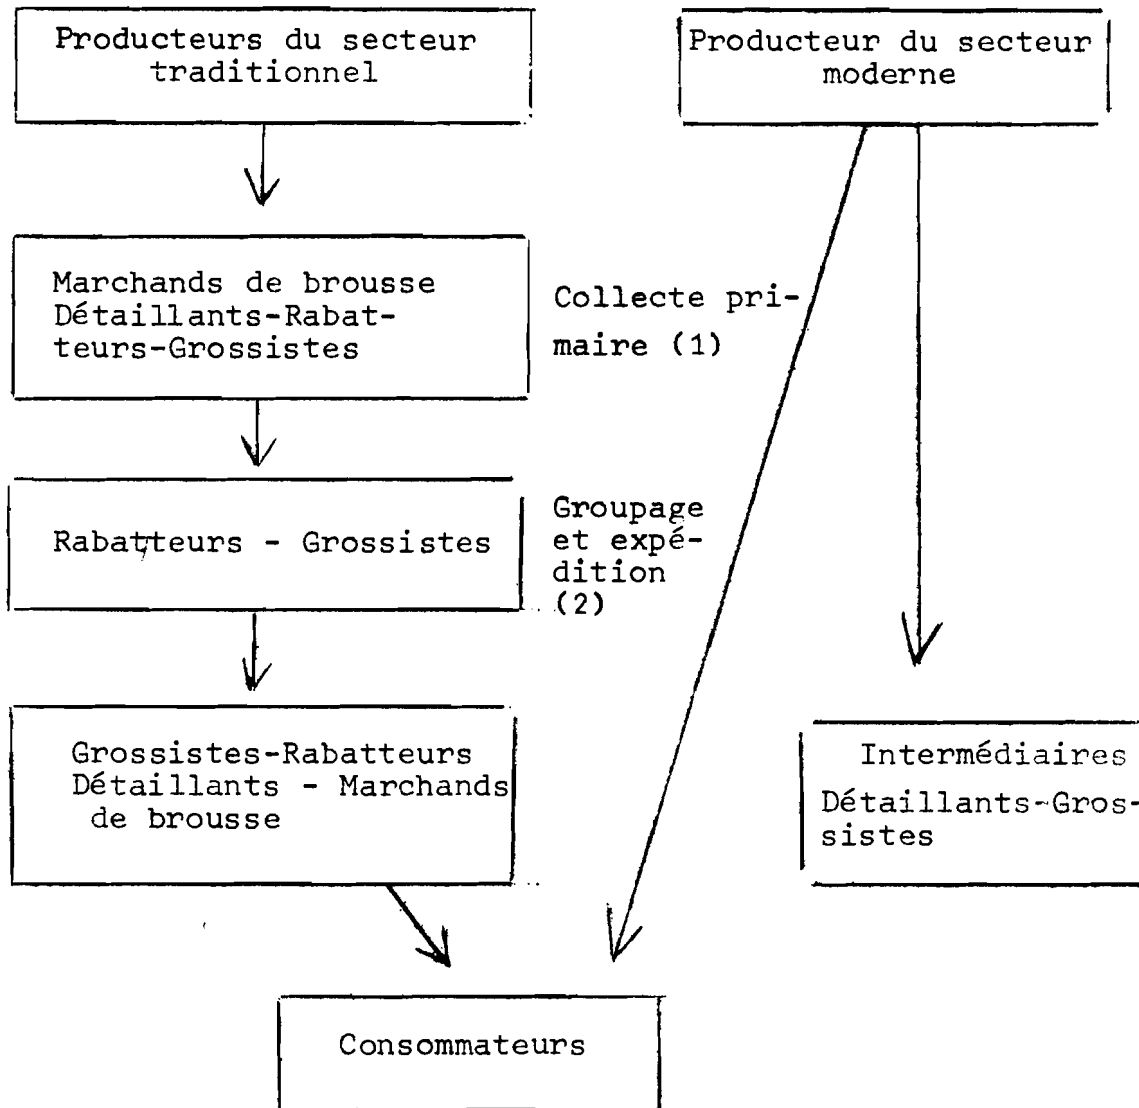 Producteurs du secteur
traditionnel
Producteur du secteur
moderne
Marchands de brousse
Détaillants-Rabat-
teurs-Grossistes
Collecte pri-
maire (1)
Rabatteurs - Grossistes
Groupage
et expé-
dition
(2)
Grossistes-Rabatteurs
Détaillants - Marchands
de brousse
Intermédiaires
Détaillants-Gros-
sistes
Consommateurs